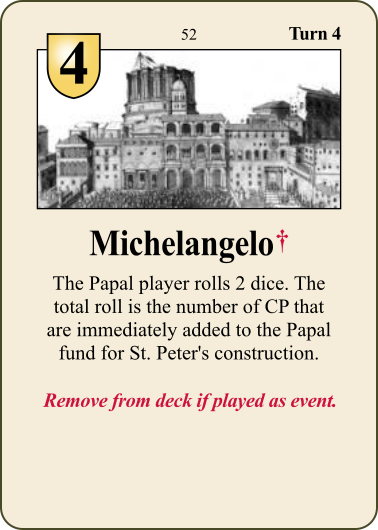 52
Turn 4
4
Michelangelo†
The Papal player rolls 2 dice. The
total roll is the number of CP that
are immediately added to the Papal
fund for St. Peter's construction.
Remove from deck if played as event.